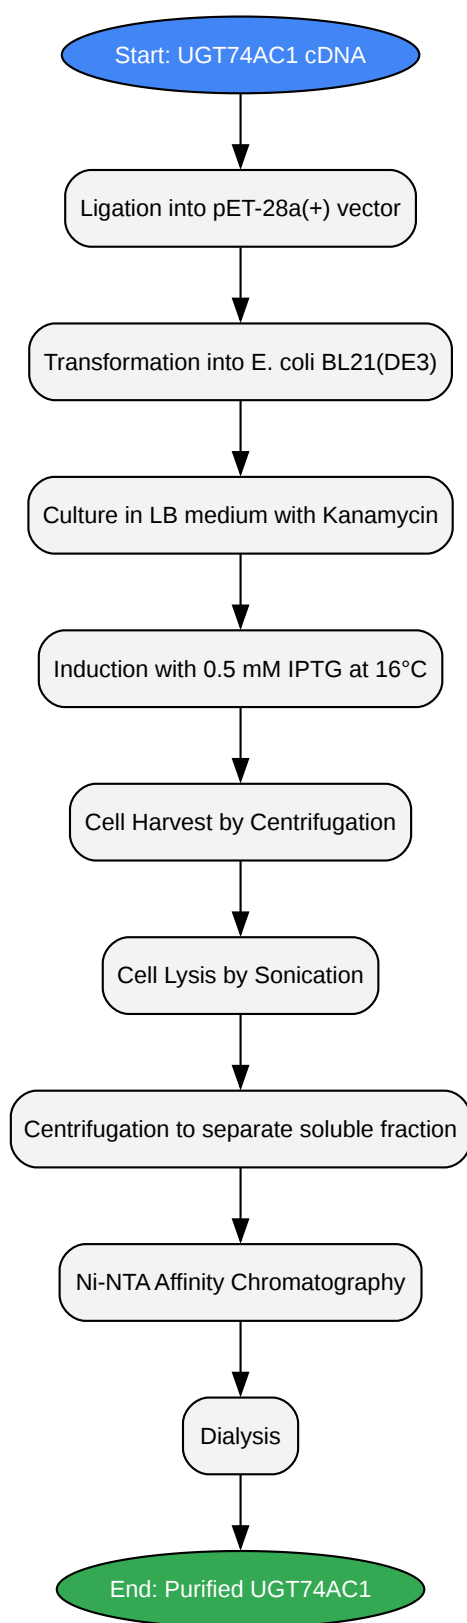 Start: UGT74AC1 cDNA
Ligation into pET-28a(+) vector
Transformation into E. coli BL21(DE3)
Culture in LB medium with Kanamycin
Induction with 0.5 mM IPTG at 16°C
Cell Harvest by Centrifugation
Cell Lysis by Sonication
Centrifugation to separate soluble fraction
Ni-NTA Affinity Chromatography
Dialysis
End: Purified UGT74AC1